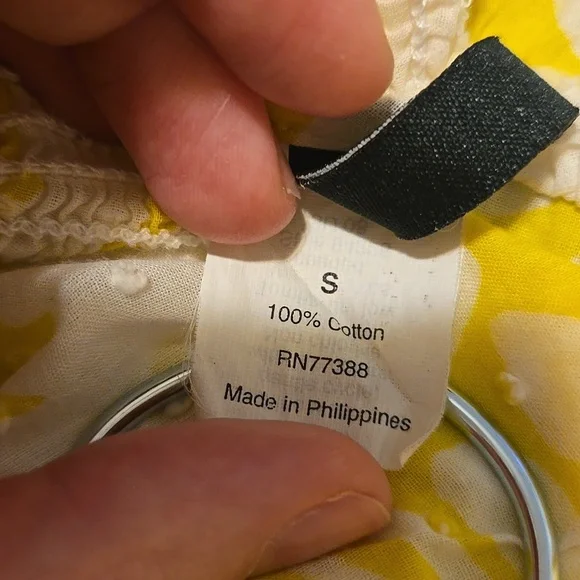 S
100% Cotton
RN77388
Made in Philippines